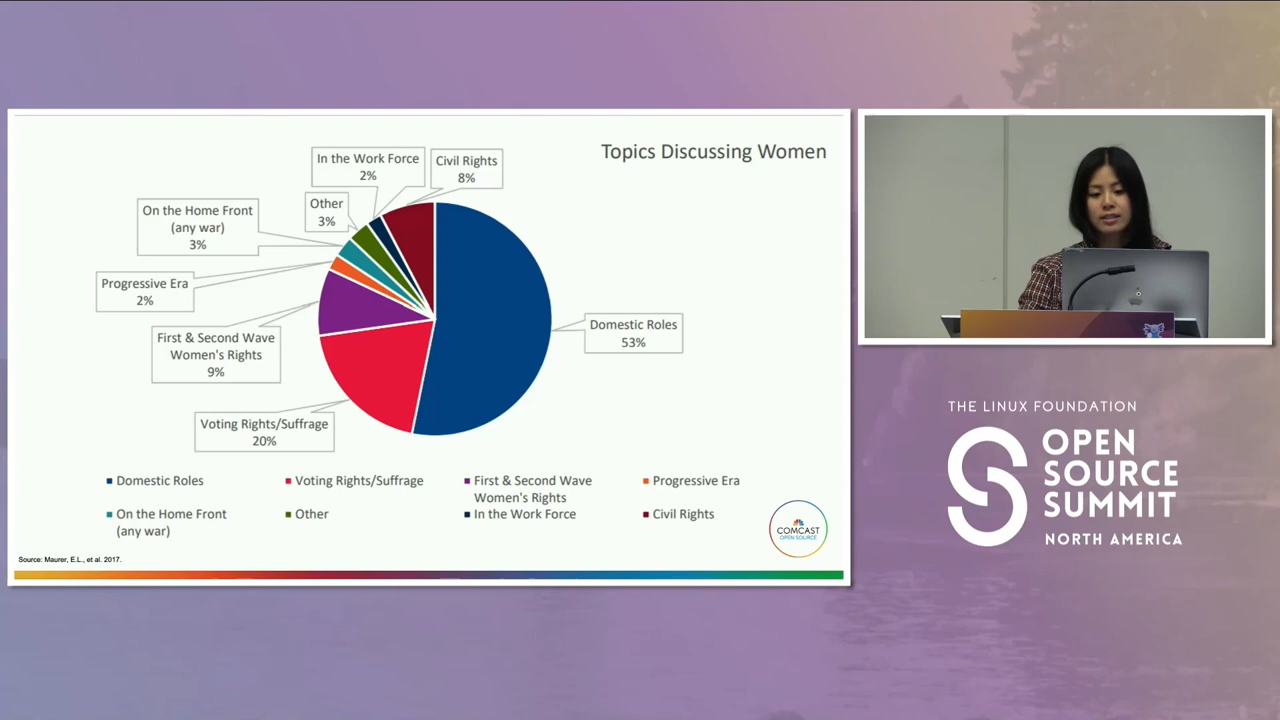 Topics Discussing Women
In the Work Force
2%
Civil Rights
8%
Other
3%
On the Home Front
(any war)
3%
Progressive Era
2%
First & Second Wave
Women's Rights
9%
Domestic Roles
53%
Voting Rights/Suffrage
20%
Domestic Roles
Voting Rights/Suffrage
First & Second Wave
Women's Rights
Progressive Era
On the Home Front
(any war)
Other
In the Work Force
Civil Rights
COMCAST
OPEN SOURCE
Source: Maurer, E.L., et al. 2017.
THE LINUX FOUNDATION
OPEN
SOURCE
SUMMIT
NORTH AMERICA